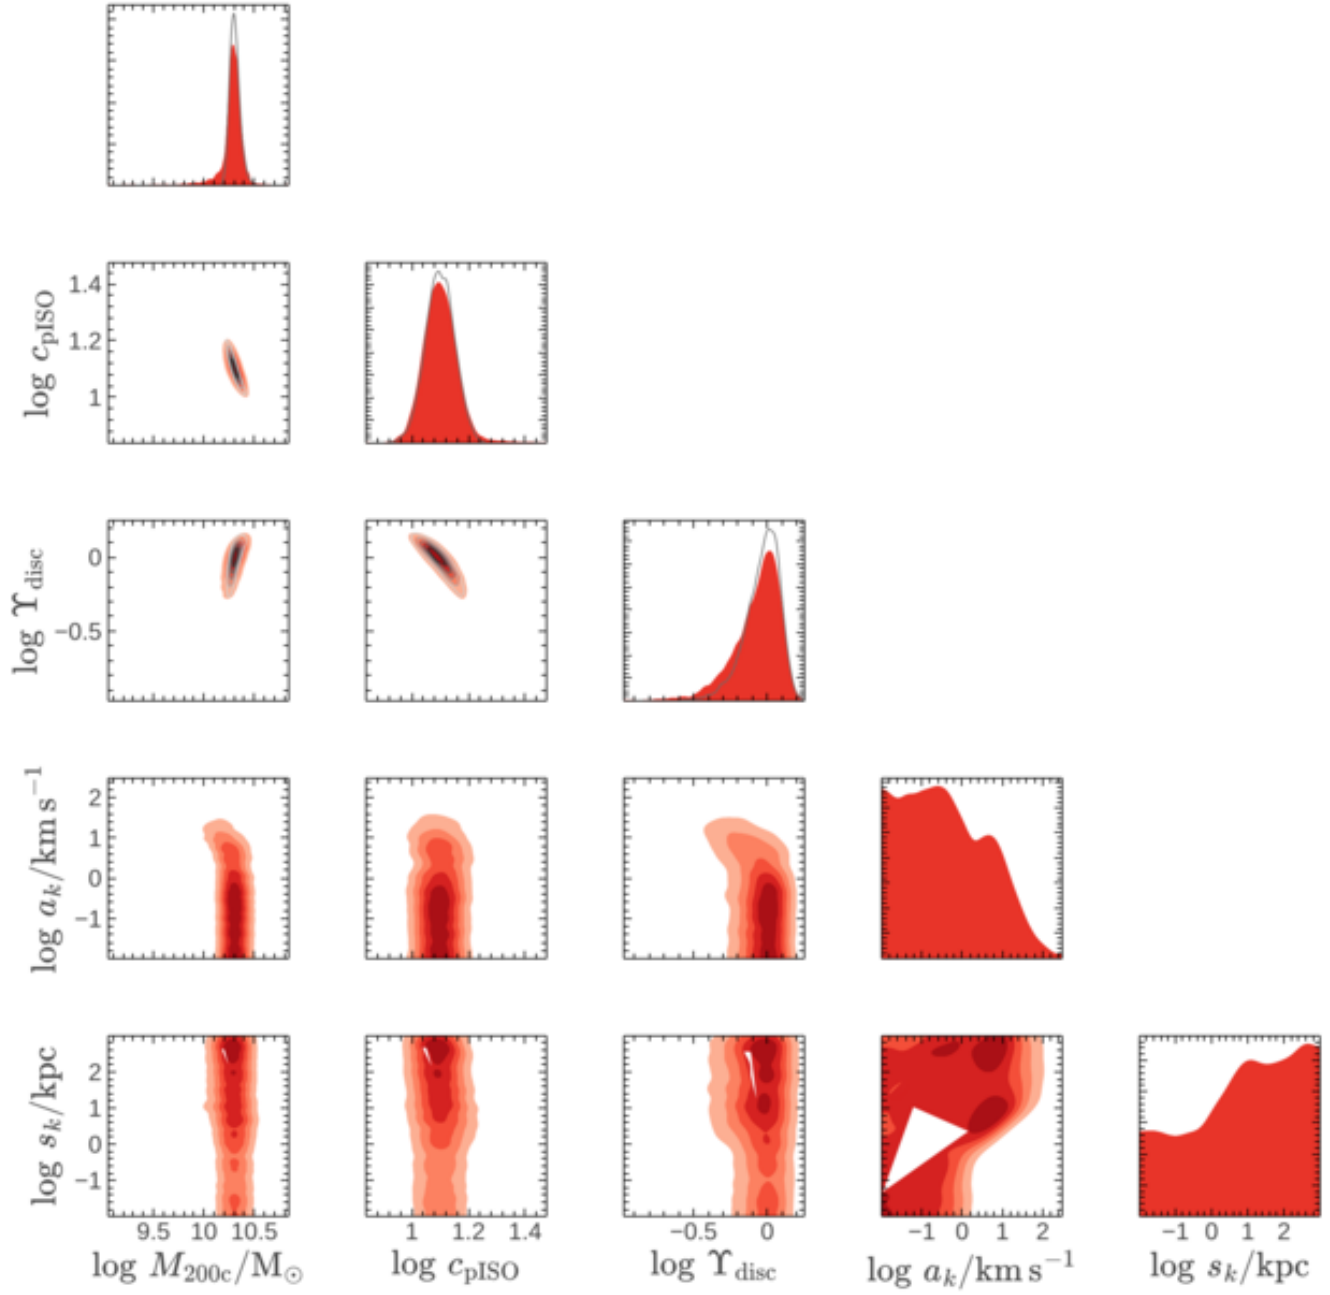 1.4
1.2
1
log c_pISO
0
−0.5
log ϒ_disc
2
1
0
−1
log a_k/km s^−1
2
1
0
−1
log s_k/kpc
9.5 10 10.5
1 1.2 1.4
−0.5 0
−1 0 1 2
−1 0 1 2
log M_200c/M_⊙
log c_pISO
log ϒ_disc
log a_k/km s^−1
log s_k/kpc